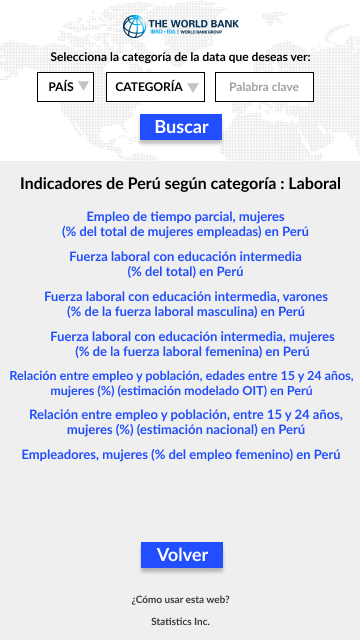 THE WORLD BANK
IBRD • IDA | WORLD BANK GROUP
Selecciona la categoría de la data que deseas ver:
PAÍS CATEGORÍA Palabra clave
Buscar
Indicadores de Perú según categoría : Laboral
Empleo de tiempo parcial, mujeres
(% del total de mujeres empleadas) en Perú
Fuerza laboral con educación intermedia
(% del total) en Perú
Fuerza laboral con educación intermedia, varones
(% de la fuerza laboral masculina) en Perú
Fuerza laboral con educación intermedia, mujeres
(% de la fuerza laboral femenina) en Perú
Relación entre empleo y población, edades entre 15 y 24 años,
mujeres (%) (estimación modelado OIT) en Perú
Relación entre empleo y población, entre 15 y 24 años,
mujeres (%) (estimación nacional) en Perú
Empleadores, mujeres (% del empleo femenino) en Perú
Volver
¿Cómo usar esta web?
Statistics Inc.